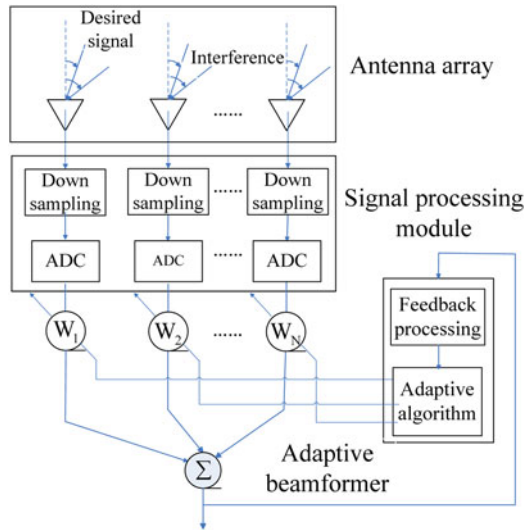 Desired
signal
Interference
......
Antenna array
Down
sampling
Down
sampling
......
Down
sampling
Signal processing
module
ADC
ADC
......
ADC
W1
W2
......
WN
Feedback
processing
Adaptive
algorithm
Σ
Adaptive
beamformer